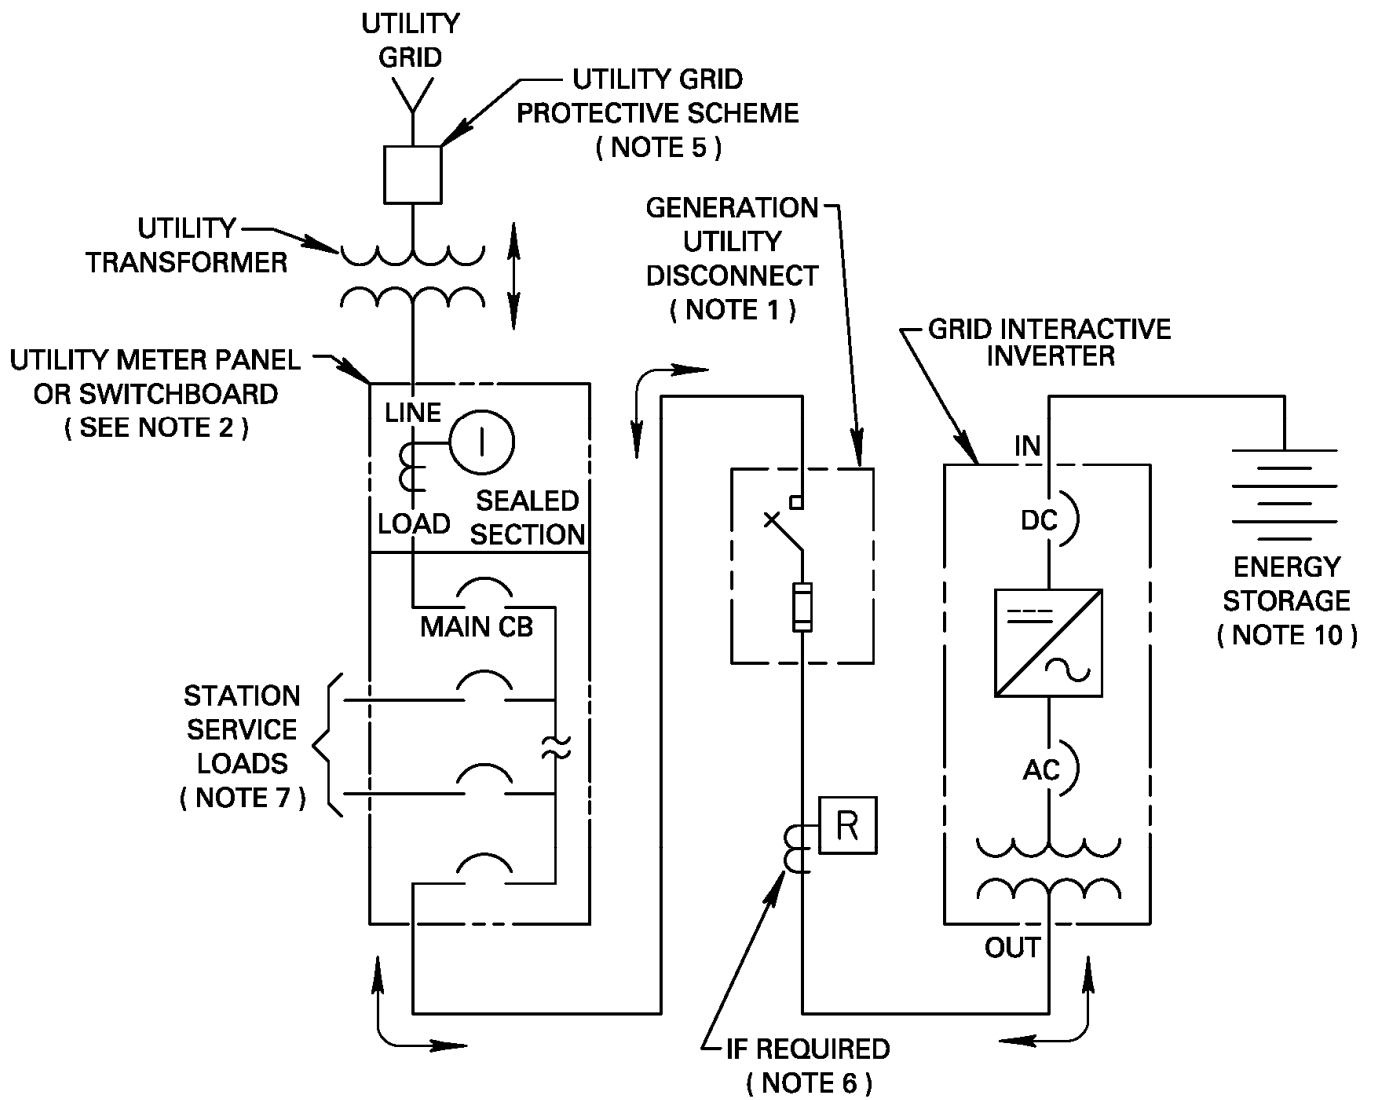 UTILITY
GRID
UTILITY GRID
PROTECTIVE SCHEME
( NOTE 5 )
UTILITY
TRANSFORMER
GENERATION
UTILITY
DISCONNECT
( NOTE 1 )
GRID INTERACTIVE
INVERTER
UTILITY METER PANEL
OR SWITCHBOARD
( SEE NOTE 2 )
LINE
I
LOAD
SEALED
SECTION
MAIN CB
STATION
SERVICE
LOADS
( NOTE 7 )
IN
DC
AC
OUT
ENERGY
STORAGE
( NOTE 10 )
R
IF REQUIRED
( NOTE 6 )